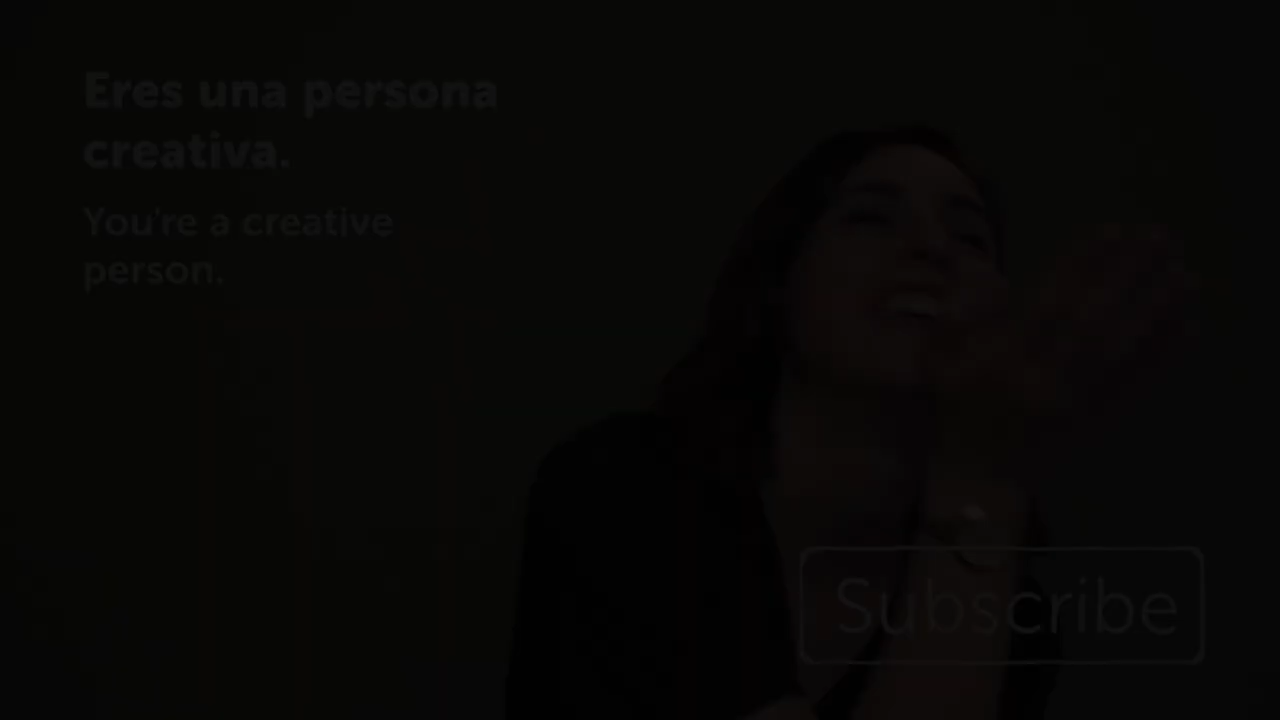 Eres una persona
creativa.
You're a creative
person.
Subscribe